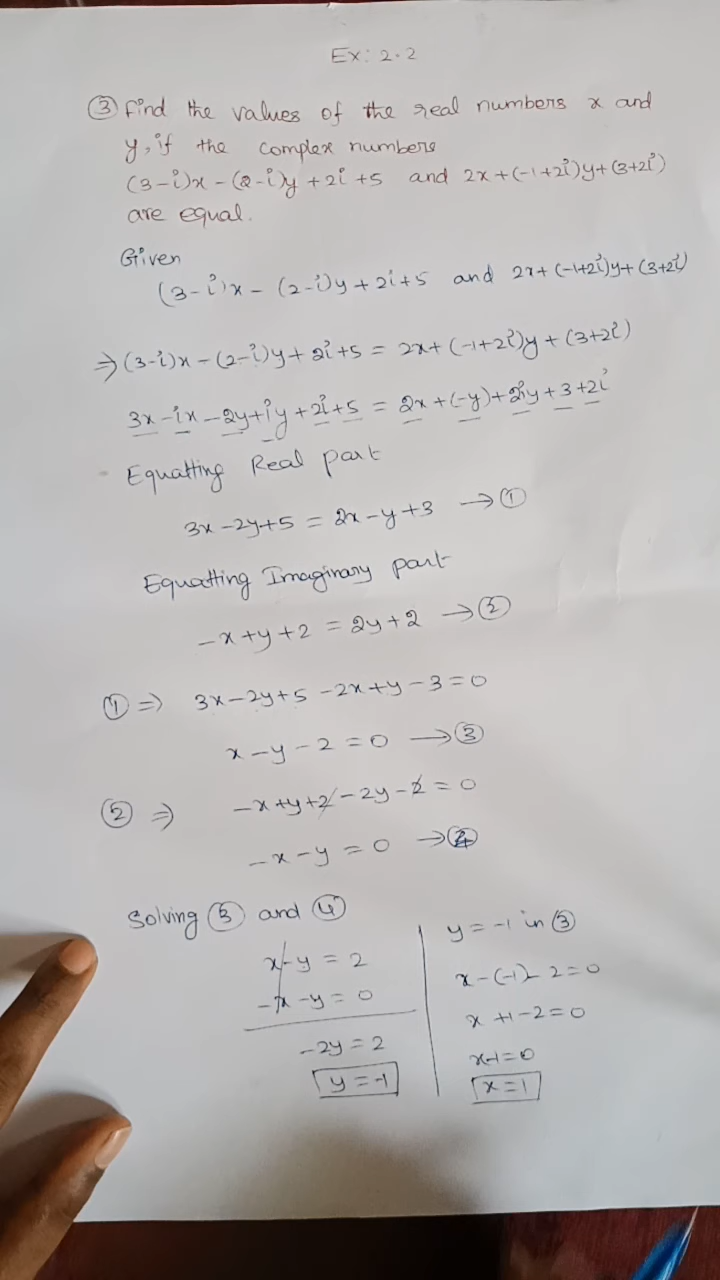 Ex: 2.2
③ Find the values of the real numbers x and
y, if the complex numbers
(3-i)x - (2-i)y + 2i + 5 and 2x + (-1+2i)y + (3+2i)
are equal.
Given
(3-i)x - (2-i)y + 2i + 5 and 2x + (-1+2i)y + (3+2i)
⇒ (3-i)x - (2-i)y + 2i + 5 = 2x + (-1+2i)y + (3+2i)
3x - ix - 2y + iy + 2i + 5 = 2x + (-y) + 2iy + 3 + 2i
Equatting Real part
3x - 2y + 5 = 2x - y + 3 → ①
Equatting Imaginary part
-x + y + 2 = 2y + 2 → ②
① ⇒ 3x - 2y + 5 - 2x + y - 3 = 0
x - y - 2 = 0 → ③
② ⇒ -x + y + 2 - 2y - 2 = 0
-x - y = 0 → ④
Solving ③ and ④
x - y = 2
-x - y = 0
-2y = 2
y = -1
y = -1 in ③
x - (-1) - 2 = 0
x + 1 - 2 = 0
x - 1 = 0
x = 1